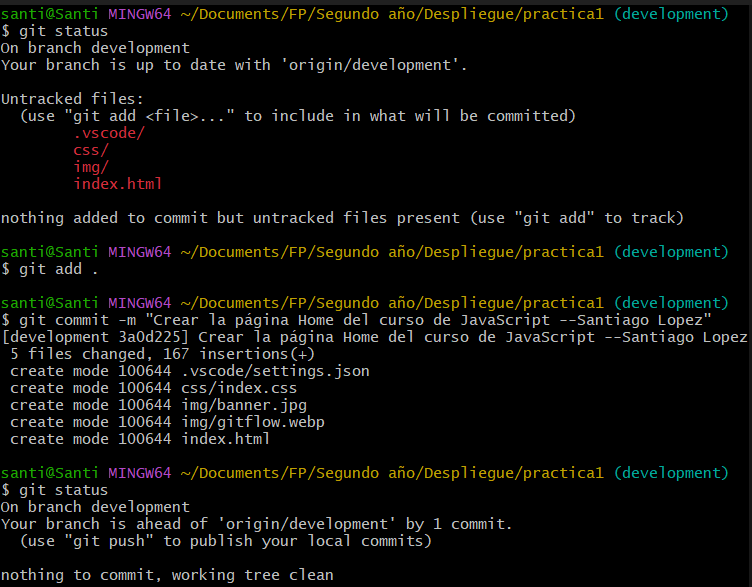 santi@Santi MINGW64 ~/Documents/FP/Segundo año/Despliegue/practica1 (development)
$ git status
On branch development
Your branch is up to date with 'origin/development'.
Untracked files:
  (use "git add <file>..." to include in what will be committed)
        .vscode/
        css/
        img/
        index.html
nothing added to commit but untracked files present (use "git add" to track)
santi@Santi MINGW64 ~/Documents/FP/Segundo año/Despliegue/practica1 (development)
$ git add .
santi@Santi MINGW64 ~/Documents/FP/Segundo año/Despliegue/practica1 (development)
$ git commit -m "Crear la página Home del curso de JavaScript --Santiago Lopez"
[development 3a0d225] Crear la página Home del curso de JavaScript --Santiago Lopez
 5 files changed, 167 insertions(+)
 create mode 100644 .vscode/settings.json
 create mode 100644 css/index.css
 create mode 100644 img/banner.jpg
 create mode 100644 img/gitflow.webp
 create mode 100644 index.html
santi@Santi MINGW64 ~/Documents/FP/Segundo año/Despliegue/practica1 (development)
$ git status
On branch development
Your branch is ahead of 'origin/development' by 1 commit.
  (use "git push" to publish your local commits)
nothing to commit, working tree clean